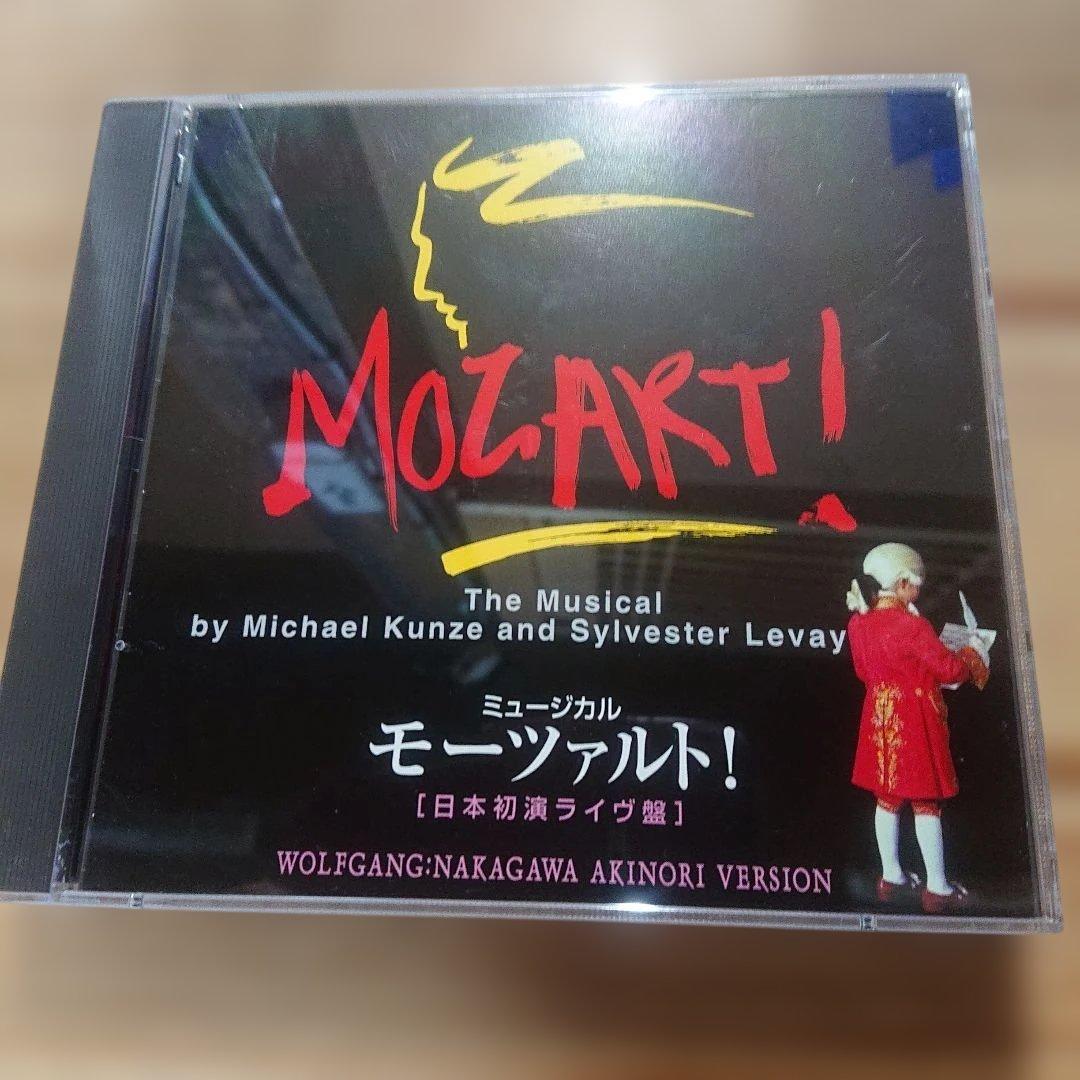 MOZART!
The Musical
by Michael Kunze and Sylvester Levay
ミュージカル
モーツァルト!
[日本初演ライヴ盤]
WOLFGANG:NAKAGAWA AKINORI VERSION